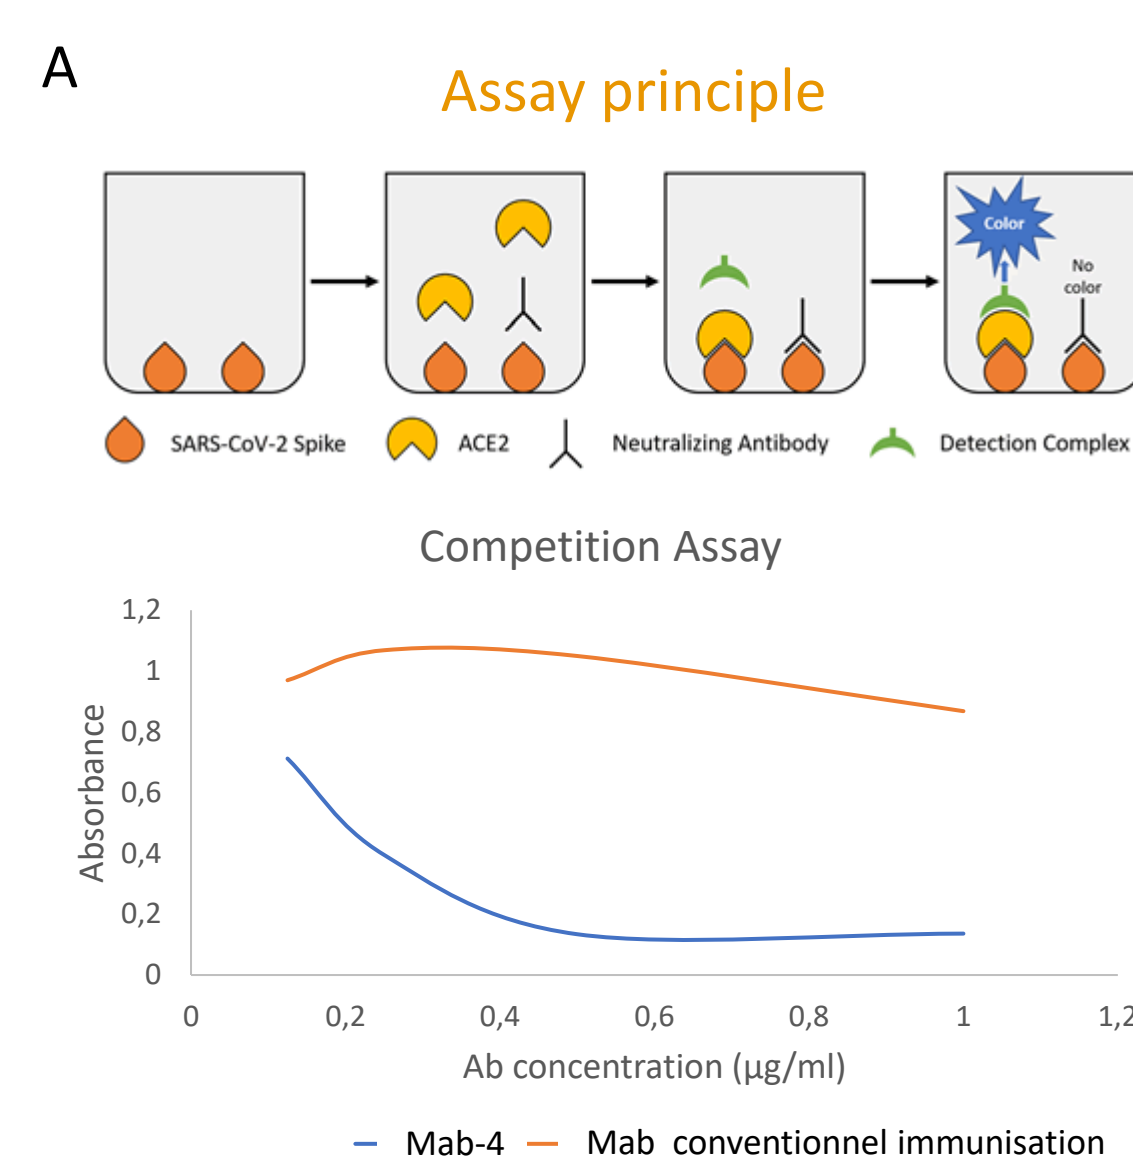 A
Assay principle
Color
No
color
SARS-CoV-2 Spike
ACE2
Neutralizing Antibody
Detection Complex
Competition Assay
1,2
1
0,8
0,6
0,4
0,2
0
Absorbance
0 0,2 0,4 0,6 0,8 1 1,2
Ab concentration (µg/ml)
Mab-4 Mab conventionnel immunisation